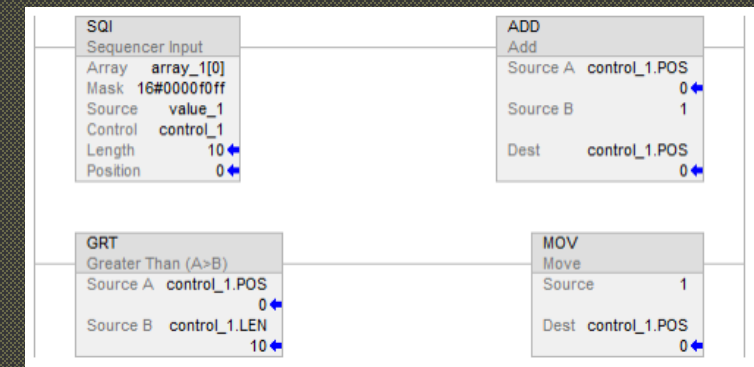 SQI
Sequencer Input
Array array_1[0]
Mask 16#0000f0ff
Source value_1
Control control_1
Length 10
Position 0
ADD
Add
Source A control_1.POS
0
Source B 1
Dest control_1.POS
0
GRT
Greater Than (A>B)
Source A control_1.POS
0
Source B control_1.LEN
10
MOV
Move
Source 1
Dest control_1.POS
0